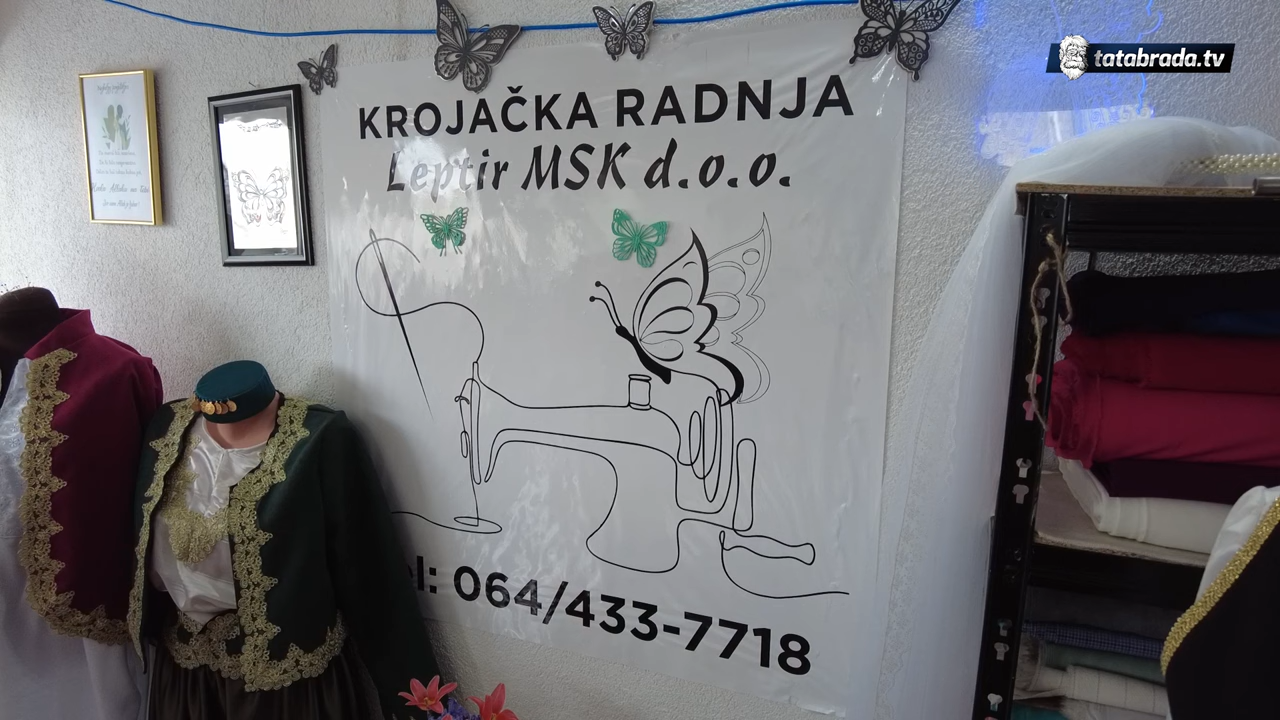 tatabrada.tv
KROJAČKA RADNJA
Leptir MSK d.o.o.
el: 064/433-7718